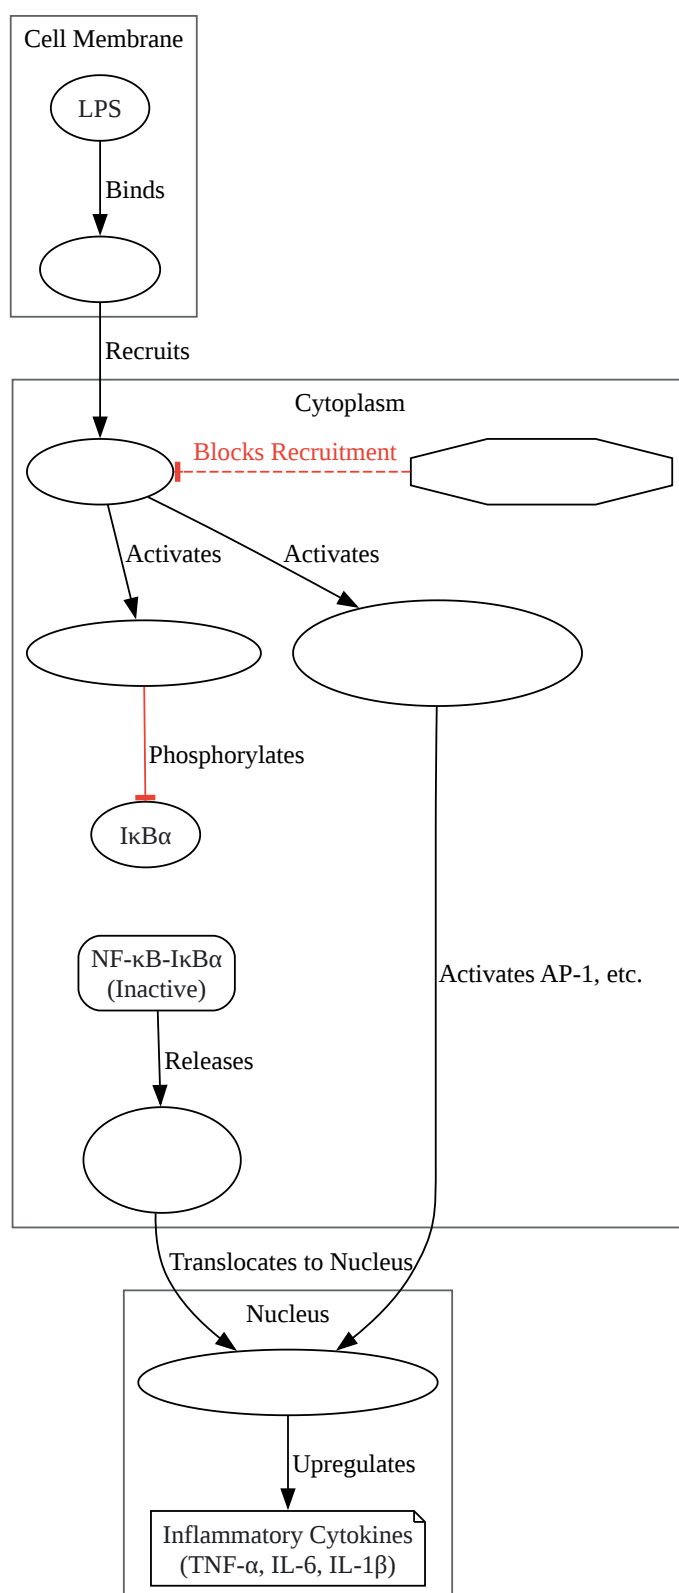 Cell Membrane
LPS
Binds
Recruits
Cytoplasm
Blocks Recruitment
Activates
Activates
Phosphorylates
IκBα
NF-κB-IκBα
(Inactive)
Activates AP-1, etc.
Releases
Translocates to Nucleus
Nucleus
Upregulates
Inflammatory Cytokines
(TNF-α, IL-6, IL-1β)